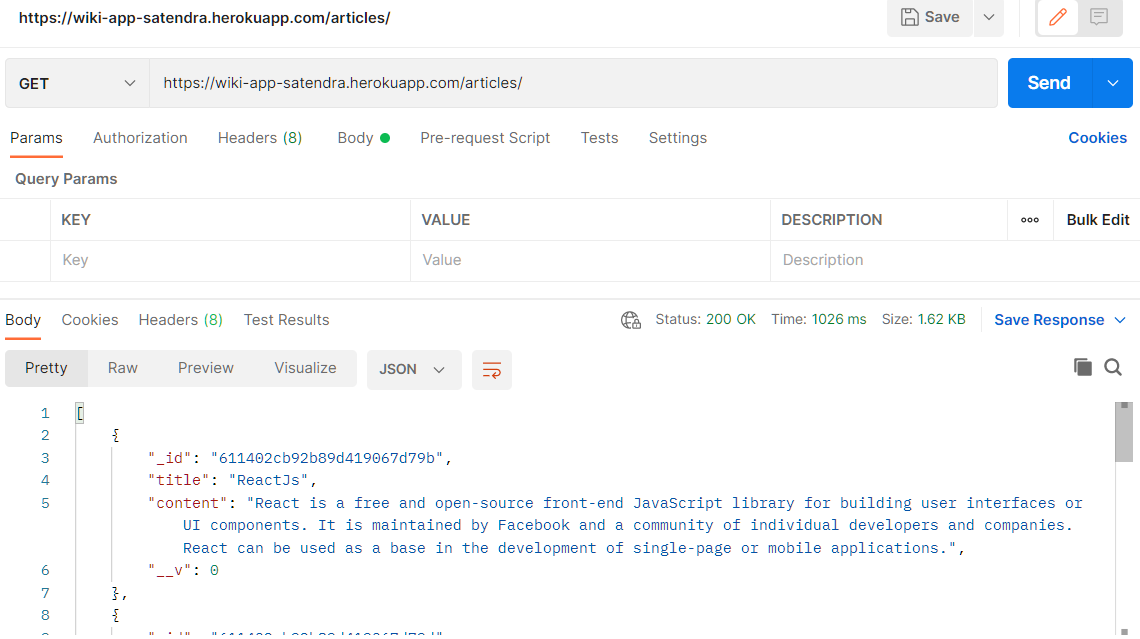 https://wiki-app-satendra.herokuapp.com/articles/ Save
GET https://wiki-app-satendra.herokuapp.com/articles/ Send
Params Authorization Headers (8) Body Pre-request Script Tests Settings Cookies
Query Params
KEY VALUE DESCRIPTION ooo Bulk Edit
Key Value Description
Body Cookies Headers (8) Test Results Status: 200 OK Time: 1026 ms Size: 1.62 KB Save Response
Pretty Raw Preview Visualize JSON
1 [
2 {
3 "_id": "611402cb92b89d419067d79b",
4 "title": "ReactJs",
5 "content": "React is a free and open-source front-end JavaScript library for building user interfaces or
UI components. It is maintained by Facebook and a community of individual developers and companies.
React can be used as a base in the development of single-page or mobile applications.",
6 "__v": 0
7 },
8 {